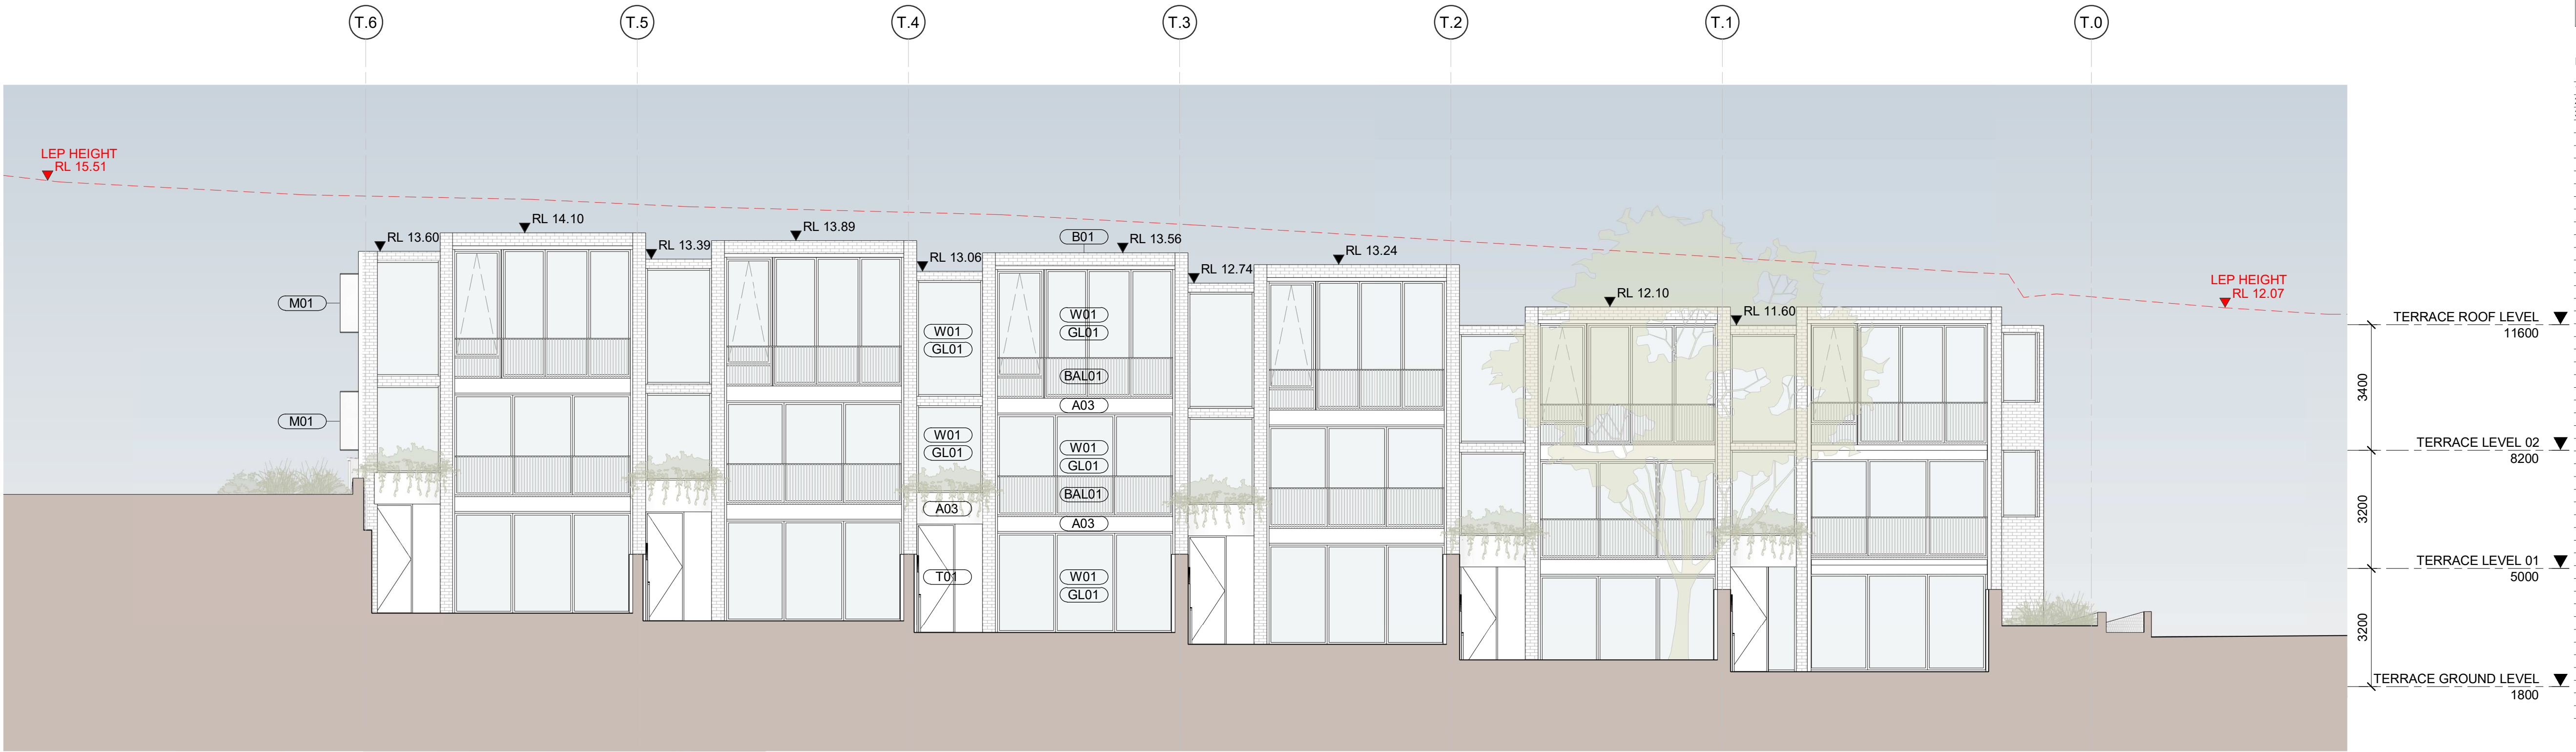 T.6
T.5
T.4
T.3
T.2
T.1
T.0
LEP HEIGHT
RL 15.51
RL 13.60
RL 14.10
RL 13.39
RL 13.89
RL 13.06
B01
RL 13.56
RL 12.74
RL 13.24
RL 12.10
RL 11.60
LEP HEIGHT
RL 12.07
M01
M01
W01
GL01
W01
GL01
BAL01
A03
W01
GL01
W01
GL01
BAL01
A03
A03
T01
W01
GL01
TERRACE ROOF LEVEL
11600
3400
TERRACE LEVEL 02
8200
3200
TERRACE LEVEL 01
5000
3200
TERRACE GROUND LEVEL
1800